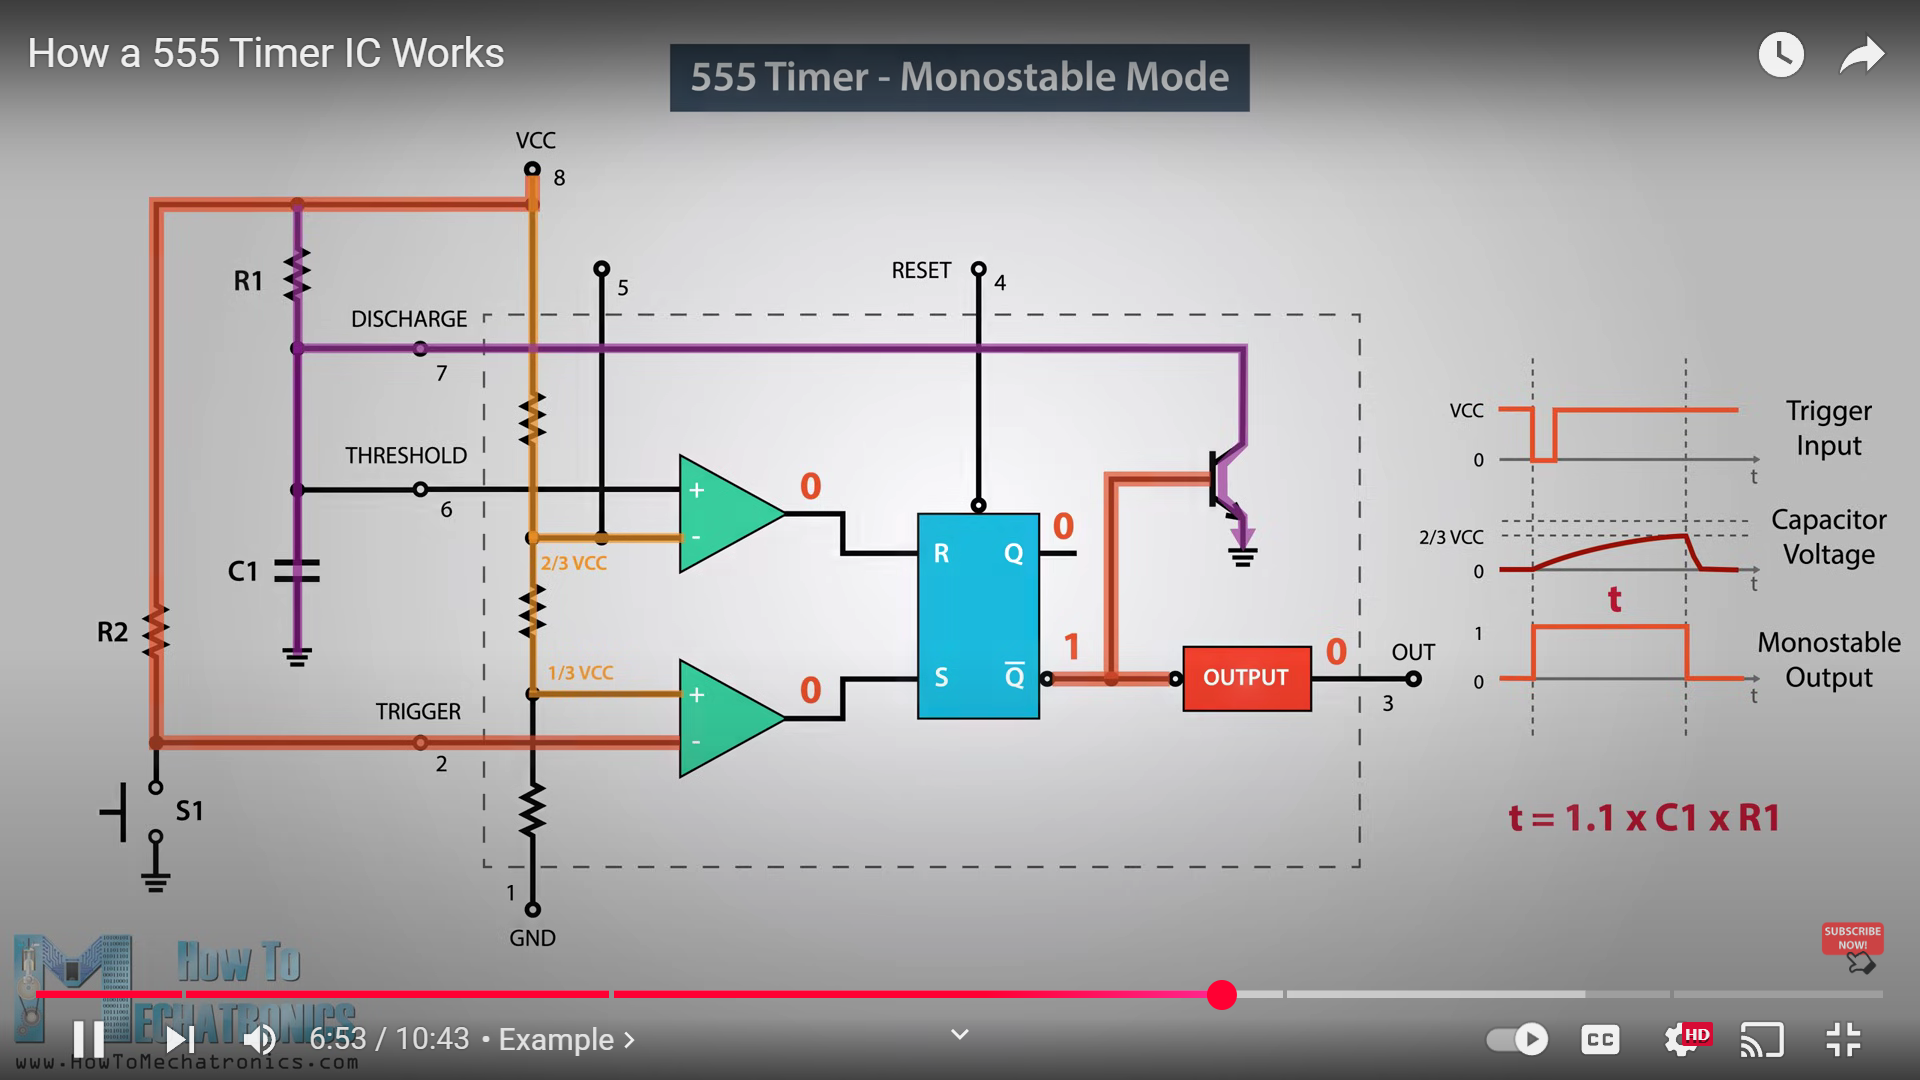 How a 555 Timer IC Works
555 Timer - Monostable Mode
VCC
8
R1
5
RESET
4
DISCHARGE
7
THRESHOLD
6
+
-
0
2/3 VCC
C1
R
Q
0
S
Q̅
1
R2
1/3 VCC
+
-
0
TRIGGER
2
OUTPUT
0
OUT
3
S1
1
GND
VCC
0
t
Trigger
Input
2/3 VCC
0
t
Capacitor
Voltage
t
1
0
t
Monostable
Output
t = 1.1 x C1 x R1
SUBSCRIBE
NOW!
How To
MECHATRONICS
www.HowToMechatronics.com
6:53 / 10:43 • Example ›
CC
HD